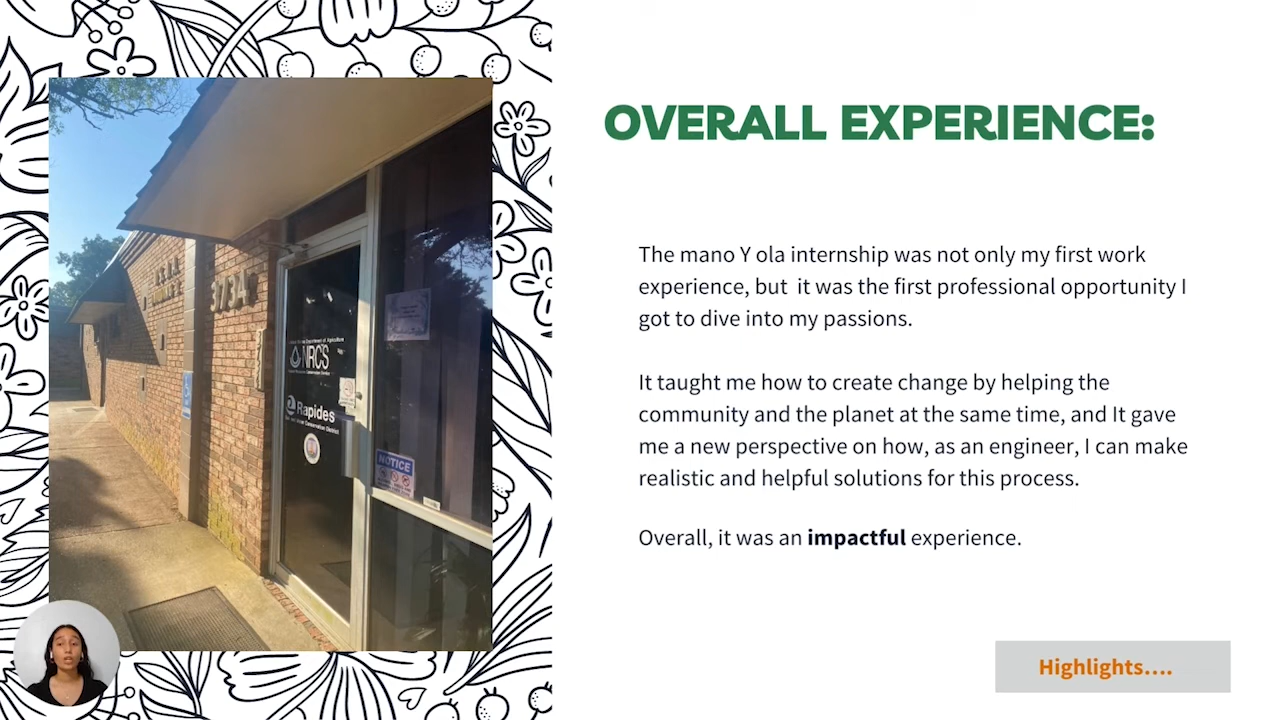 OVERALL EXPERIENCE:
The mano Y ola internship was not only my first work
experience, but it was the first professional opportunity I
got to dive into my passions.
It taught me how to create change by helping the
community and the planet at the same time, and It gave
me a new perspective on how, as an engineer, I can make
realistic and helpful solutions for this process.
Overall, it was an impactful experience.
Highlights....
3734
NRCS
Rapides
NOTICE